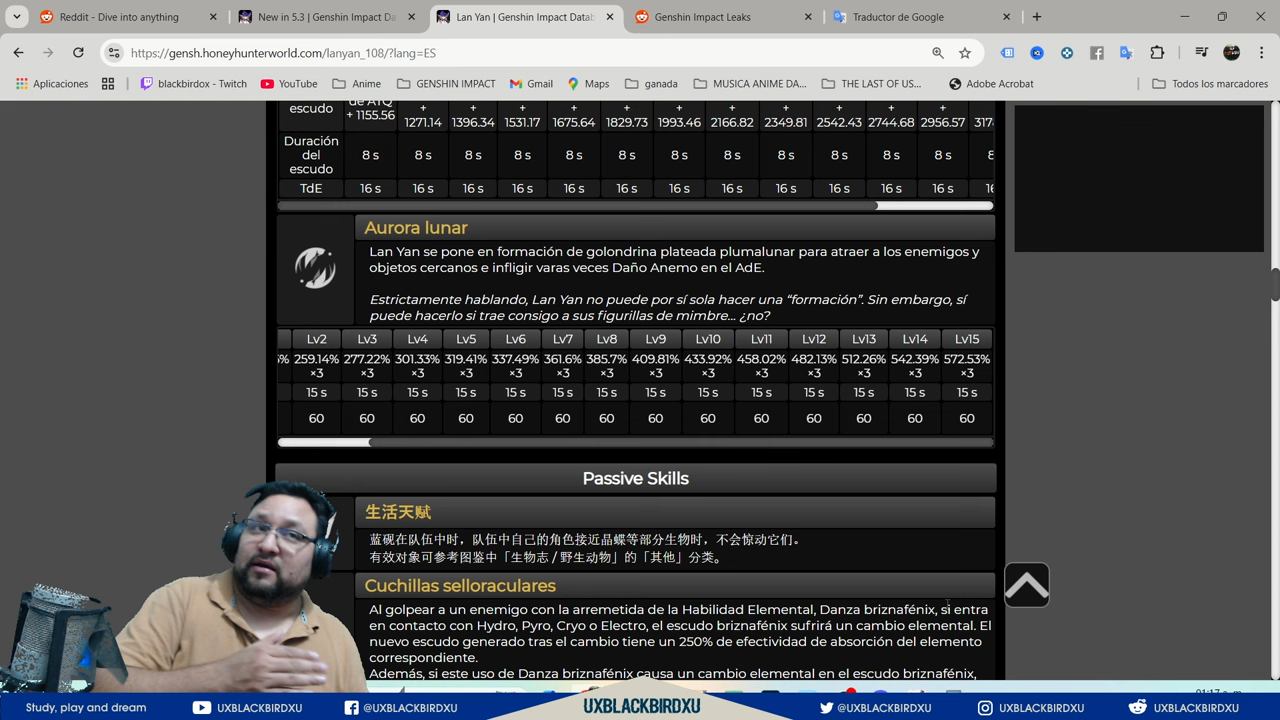 Reddit - Dive into anything
New in 5.3 | Genshin Impact Da
Lan Yan | Genshin Impact Datab
Genshin Impact Leaks
Traductor de Google
https://gensh.honeyhunterworld.com/lanyan_108/?lang=ES
Aplicaciones
blackbirdox - Twitch
YouTube
Anime
GENSHIN IMPACT
Gmail
Maps
ganada
MUSICA ANIME DA...
THE LAST OF US...
Adobe Acrobat
Todos los marcadores
escudo de ATQ + 1155.56 + 1271.14 + 1396.34 + 1531.17 + 1675.64 + 1829.73 + 1993.46 + 2166.82 + 2349.81 + 2542.43 + 2744.68 + 2956.57
Duración del escudo 8 s 8 s 8 s 8 s 8 s 8 s 8 s 8 s 8 s 8 s 8 s 8 s
TdE 16 s 16 s 16 s 16 s 16 s 16 s 16 s 16 s 16 s 16 s 16 s 16 s
Aurora lunar
Lan Yan se pone en formación de golondrina plateada plumalunar para atraer a los enemigos y
objetos cercanos e infligir varas veces Daño Anemo en el AdE.
Estrictamente hablando, Lan Yan no puede por sí sola hacer una “formación”. Sin embargo, sí
puede hacerlo si trae consigo a sus figurillas de mimbre... ¿no?
Lv2 Lv3 Lv4 Lv5 Lv6 Lv7 Lv8 Lv9 Lv10 Lv11 Lv12 Lv13 Lv14 Lv15
259.14% 277.22% 301.33% 319.41% 337.49% 361.6% 385.7% 409.81% 433.92% 458.02% 482.13% 512.26% 542.39% 572.53%
×3 ×3 ×3 ×3 ×3 ×3 ×3 ×3 ×3 ×3 ×3 ×3 ×3 ×3
15 s 15 s 15 s 15 s 15 s 15 s 15 s 15 s 15 s 15 s 15 s 15 s 15 s 15 s
60 60 60 60 60 60 60 60 60 60 60 60 60 60
Passive Skills
生活天赋
蓝砚在队伍中时，队伍中自己的角色接近晶蝶等部分生物时，不会惊动它们。
有效对象可参考图鉴中「生物志 / 野生动物」的「其他」分类。
Cuchillas selloraculares
Al golpear a un enemigo con la arremetida de la Habilidad Elemental, Danza briznafénix, si entra
en contacto con Hydro, Pyro, Cryo o Electro, el escudo briznafénix sufrirá un cambio elemental. El
nuevo escudo generado tras el cambio tiene un 250% de efectividad de absorción del elemento
correspondiente.
Además, si este uso de Danza briznafénix causa un cambio elemental en el escudo briznafénix,
Study, play and dream
UXBLACKBIRDXU
@UXBLACKBIRDXU
UXBLACKBIRDXU
@UXBLACKBIRDXU
UXBLACKBIRDXU
UXBLACKBIRDXU